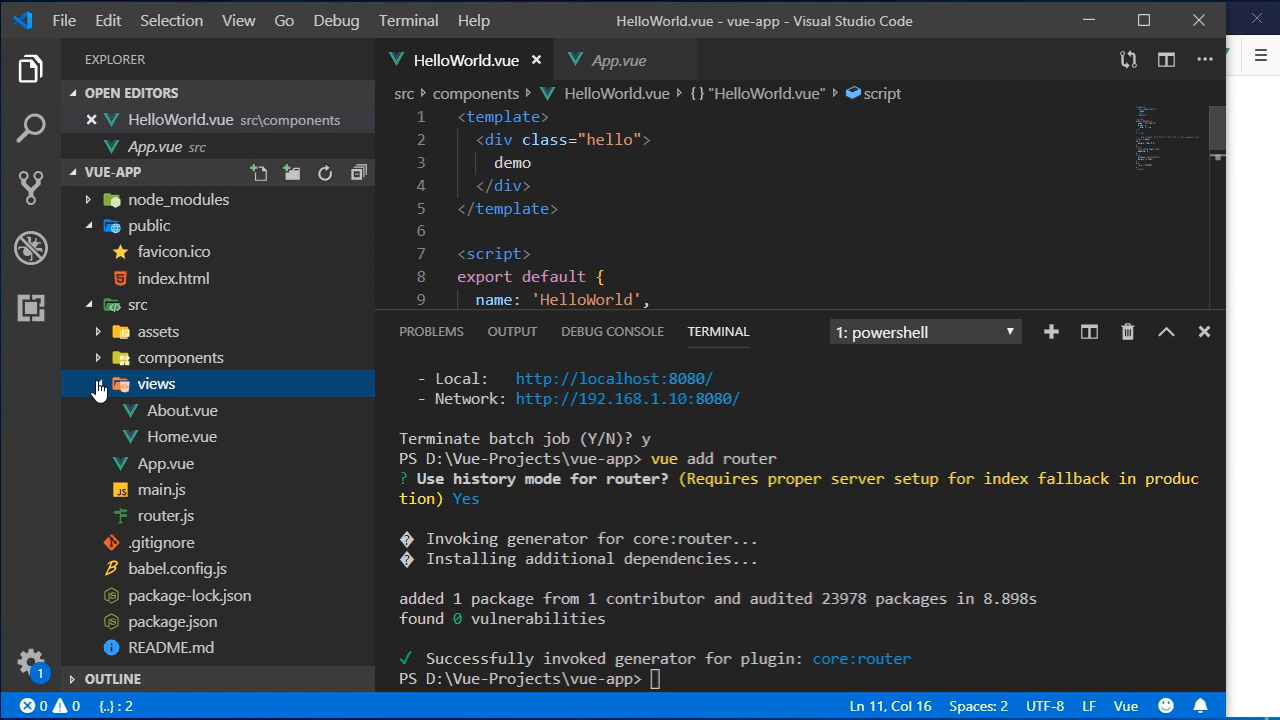 File Edit Selection View Go Debug Terminal Help
HelloWorld.vue - vue-app - Visual Studio Code
EXPLORER
OPEN EDITORS
HelloWorld.vue src\components
App.vue src
VUE-APP
node_modules
public
favicon.ico
index.html
src
assets
components
views
About.vue
Home.vue
App.vue
main.js
router.js
.gitignore
babel.config.js
package-lock.json
package.json
README.md
OUTLINE
HelloWorld.vue App.vue
src components HelloWorld.vue {} "HelloWorld.vue" script
1 <template>
2 <div class="hello">
3 demo
4 </div>
5 </template>
6
7 <script>
8 export default {
9 name: 'HelloWorld',
PROBLEMS OUTPUT DEBUG CONSOLE TERMINAL 1: powershell
- Local: http://localhost:8080/
- Network: http://192.168.1.10:8080/
Terminate batch job (Y/N)? y
PS D:\Vue-Projects\vue-app> vue add router
? Use history mode for router? (Requires proper server setup for index fallback in produc
tion) Yes
� Invoking generator for core:router...
� Installing additional dependencies...
added 1 package from 1 contributor and audited 23978 packages in 8.898s
found 0 vulnerabilities
✓ Successfully invoked generator for plugin: core:router
PS D:\Vue-Projects\vue-app>
1
0 0 {..} : 2
Ln 11, Col 16 Spaces: 2 UTF-8 LF Vue